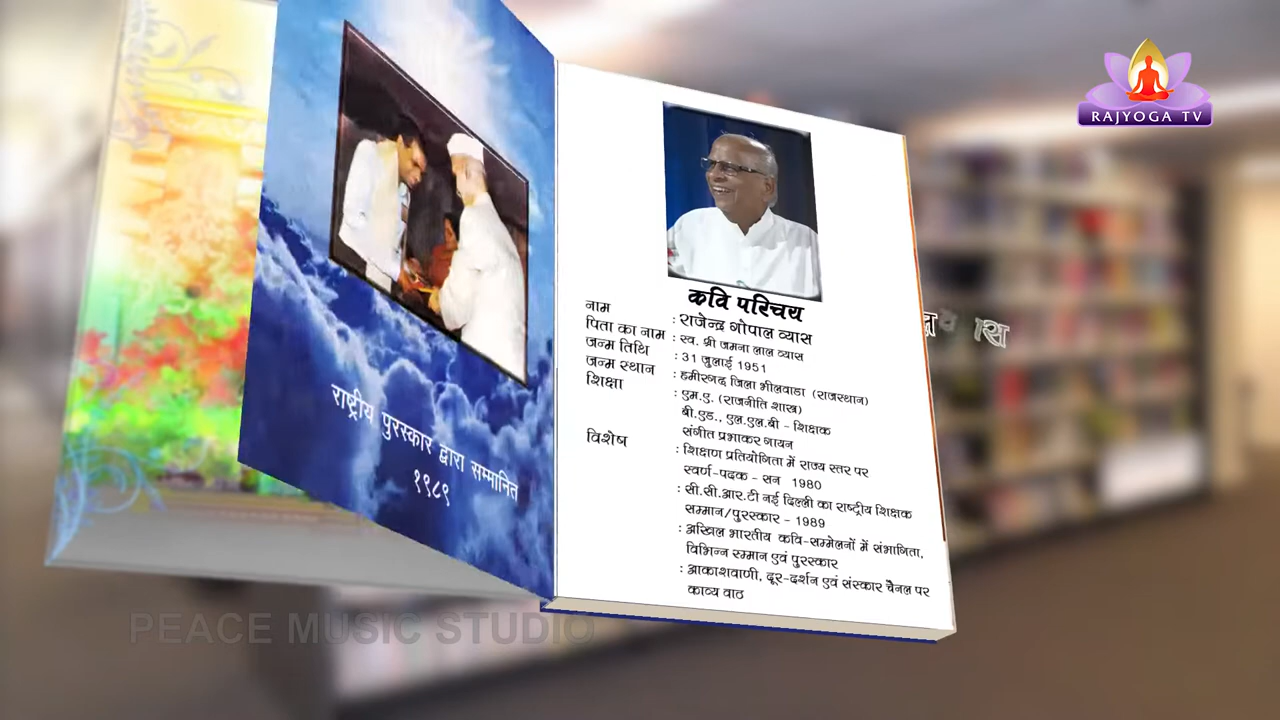 RAJYOGA TV
राष्ट्रीय पुरस्कार द्वारा सम्मानित
१९८९
कवि परिचय
नाम : राजेन्द्र गोपाल व्यास
पिता का नाम : स्व. श्री जमना लाल व्यास
जन्म तिथि : 31 जुलाई 1951
जन्म स्थान : हमीरगढ जिला भीलवाडा (राजस्थान)
शिक्षा : एम.ए. (राजनीति शास्त्र)
बी.एड., एल.एल.बी - शिक्षक
संगीत प्रभाकर गायन
विशेष : शिक्षण प्रतियोगिता में राज्य स्तर पर
स्वर्ण-पदक - सन 1980
: सी.सी.आर.टी नई दिल्ली का राष्ट्रीय शिक्षक
सम्मान/पुरस्कार - 1989
: अखिल भारतीय कवि-सम्मेलनों में संभागिता,
विभिन्न रम्मान एवं पुरस्कार
: आकाशवाणी, दूर-दर्शन एवं संस्कार चैनल पर
काव्य वाठ
PEACE MUSIC STUDIO